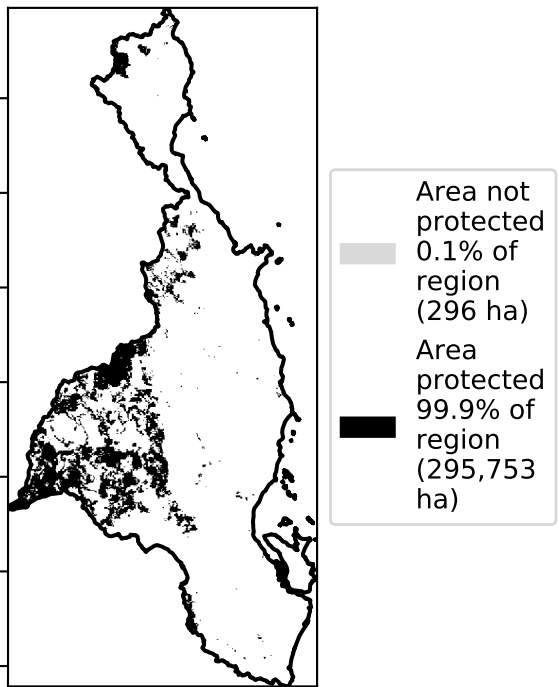 Area not
protected
0.1% of
region
(296 ha)
Area
protected
99.9% of
region
(295,753
ha)